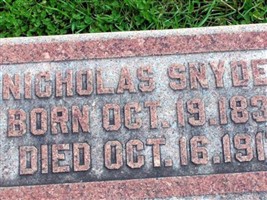 NICHOLAS SNYDE
BORN OCT. 19. 183
DIED OCT. 16. 191